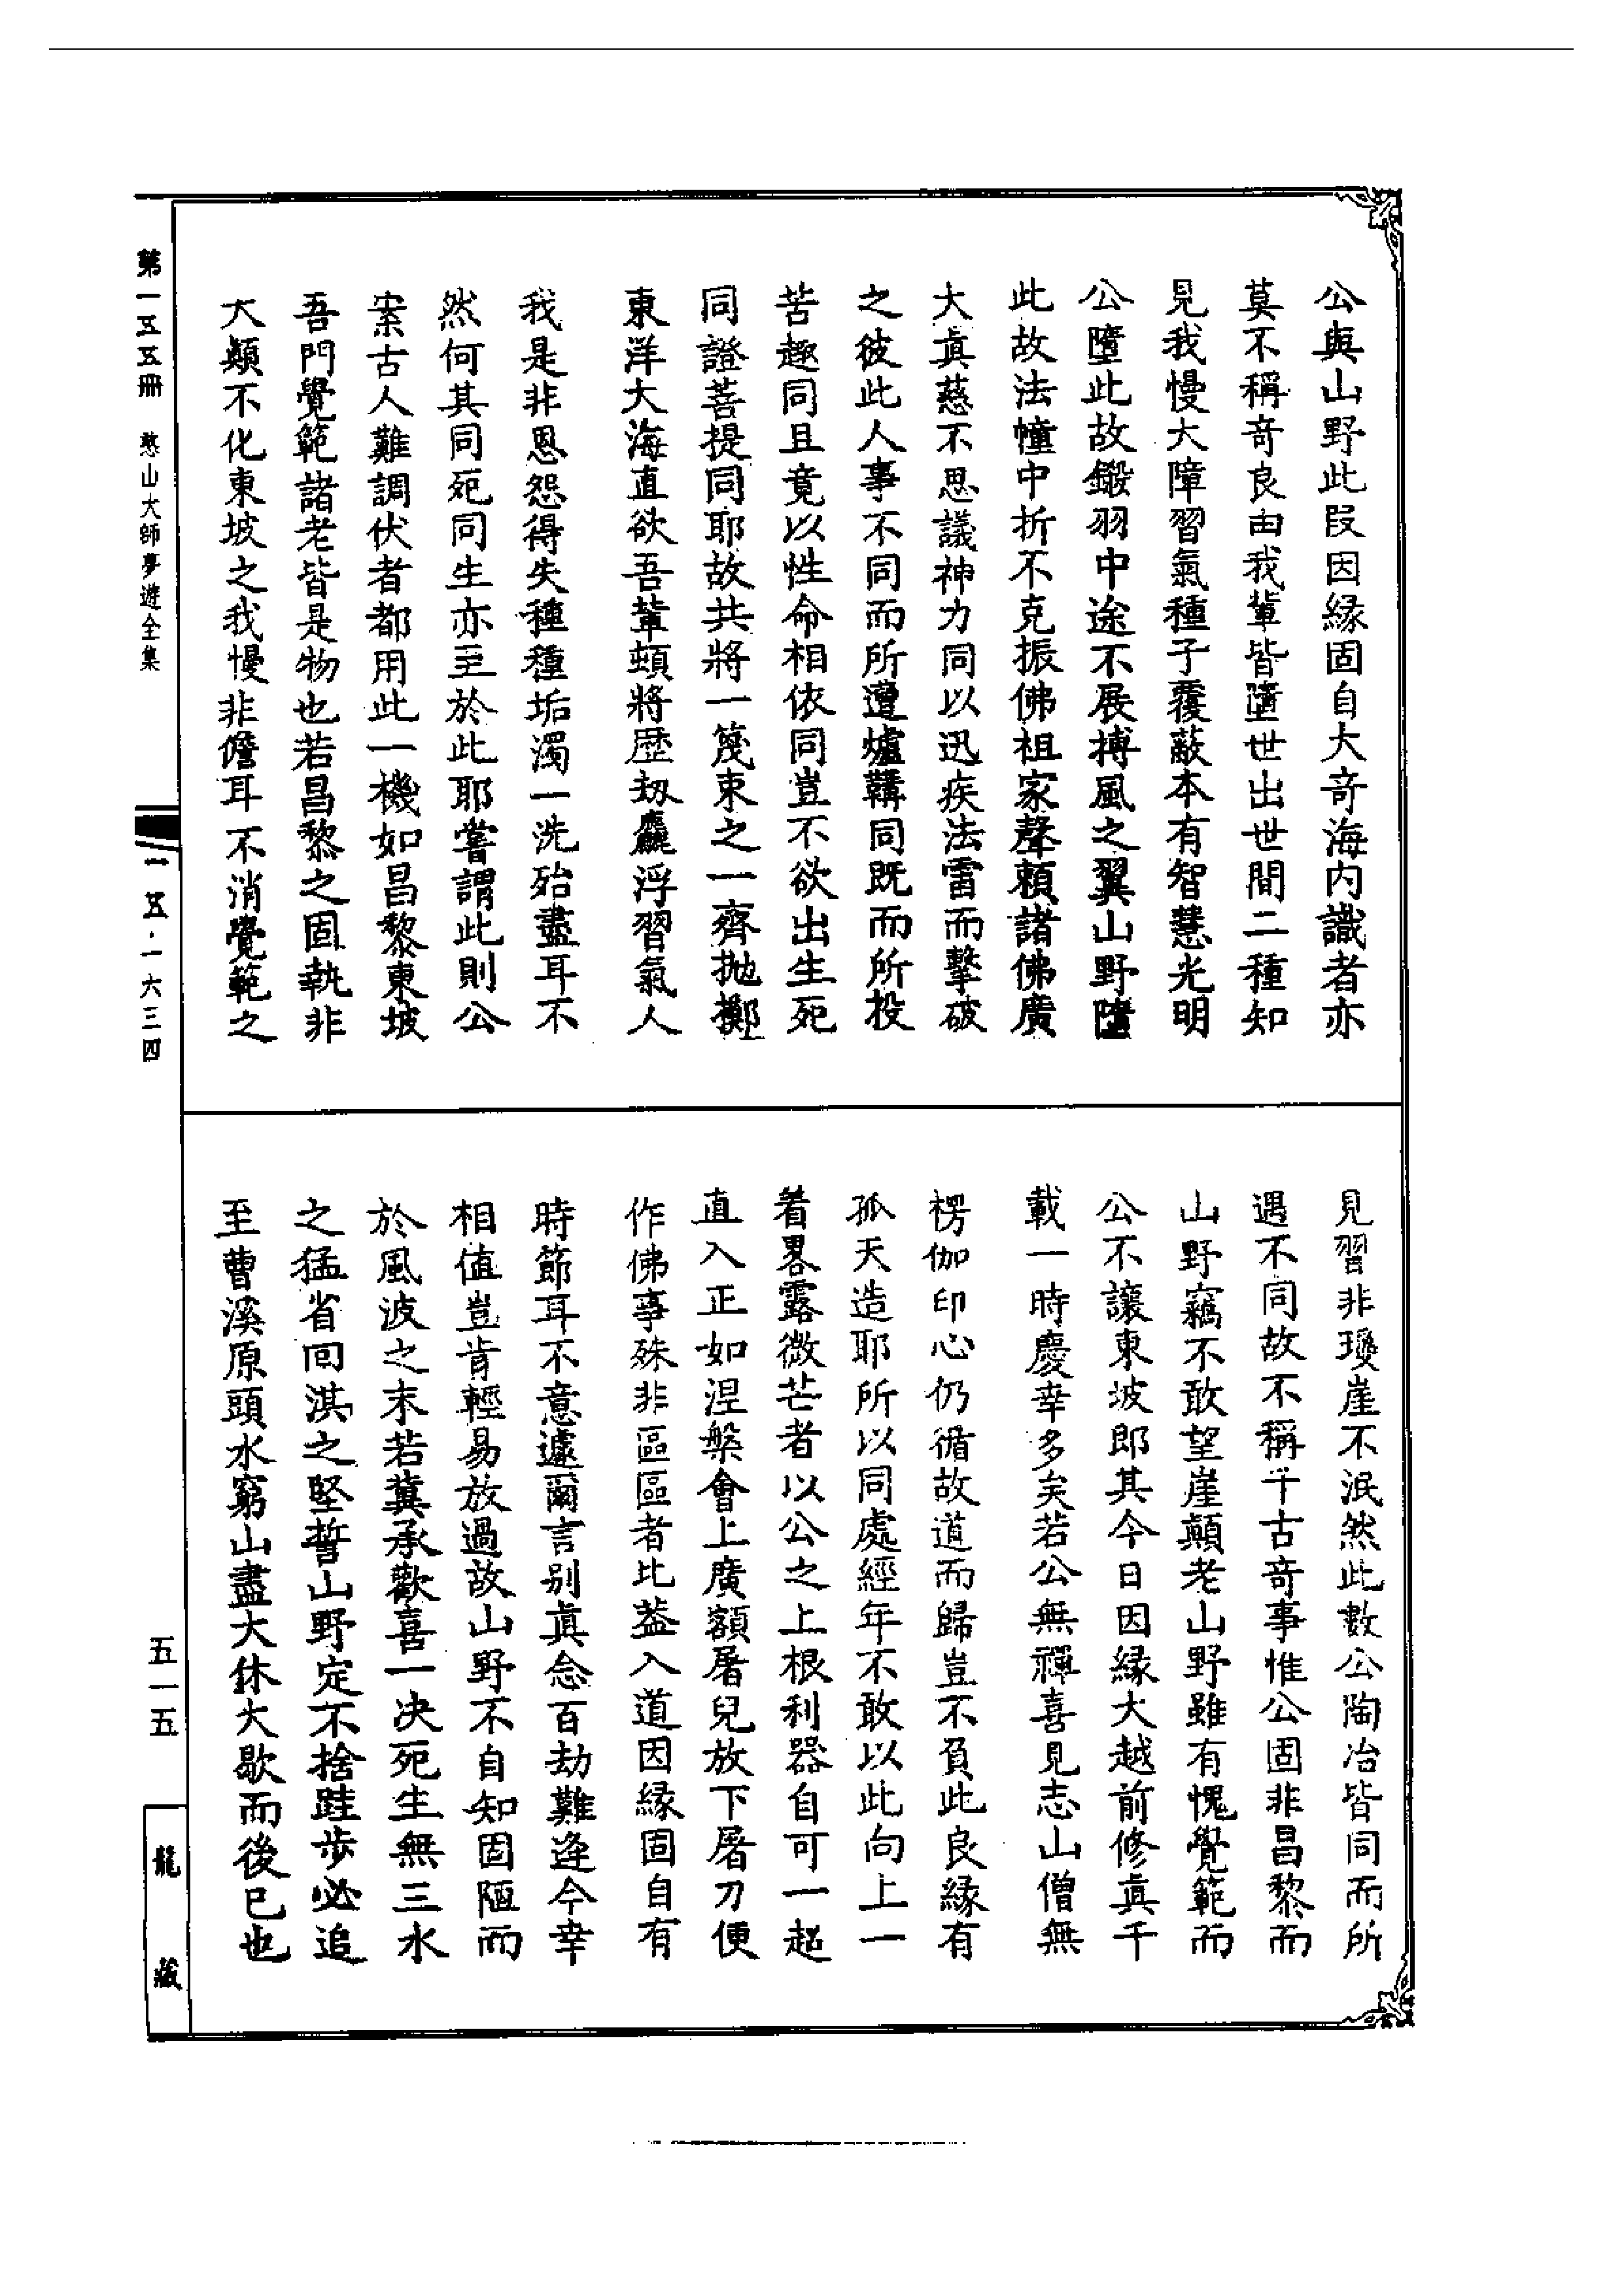 公與山野此段因緣固自大奇海內識者亦
莫不稱奇良由我輩皆墮世出世間二種知
見我慢大障習氣種子覆蔽本有智慧光明
公墮此故鎩羽中途不展摶風之翼山野墮
此故法幢中折不克振佛祖家聲賴諸佛廣
大真慈不思議神力同以迅疾法雷而擊破
之彼此人事不同而所遭爐鞴同既而所投
苦趣同且竟以性命相依同豈不欲出生死
同證菩提同耶故共將一篾束之一齊拋擲
東洋大海直欲吾輩頓將歷劫麤浮習氣人
我是非恩怨得失種種垢濁一洗殆盡耳不
然何其同死同生亦至於此耶嘗謂此則公
案古人難調伏者都用此一機如昌黎東坡
吾門覺範諸老皆是物也若昌黎之固執非
大顛不化東坡之我慢非儋耳不消覺範之
見習非瓊崖不泯然此數公陶冶皆同而所
遇不同故不稱千古奇事惟公固非昌黎而
山野竊不敢望崖顛老山野雖有愧覺範而
公不讓東坡郎其今日因緣大越前修真千
載一時慶幸多矣若公無禪喜見志山僧無
楞伽印心仍循故道而歸豈不負此良緣有
孤天造耶所以同處經年不敢以此向上一
着畧露微芒者以公之上根利器自可一超
直入正如涅槃會上廣額屠兒放下屠刀便
作佛事殊非區區者比葢入道因緣固自有
時節耳不意遽爾言别真念百劫難逢今幸
相值豈肯輕易放過故山野不自知固陋而
於風波之末若冀承歡喜一决死生無三水
之猛省回淇之堅誓山野定不捨跬步必追
至曹溪原頭水窮山盡大休大歇而後已也
第一五五冊　憨山大師夢遊全集
一五五·一六三四
五一五
龍藏